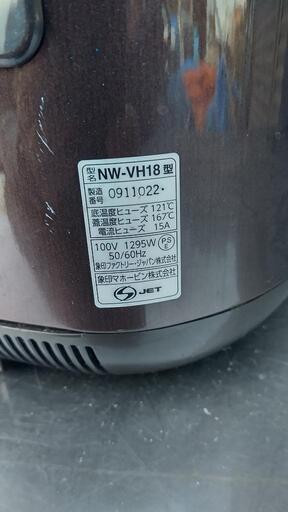 型名 NW-VH18型
製造番号 0911022・
底温度ヒューズ 121℃
蓋温度ヒューズ 167℃
電流ヒューズ 15A
100V 1295W PSE
50/60Hz
象印ファクトリー・ジャパン株式会社
象印マホービン株式会社
S JET